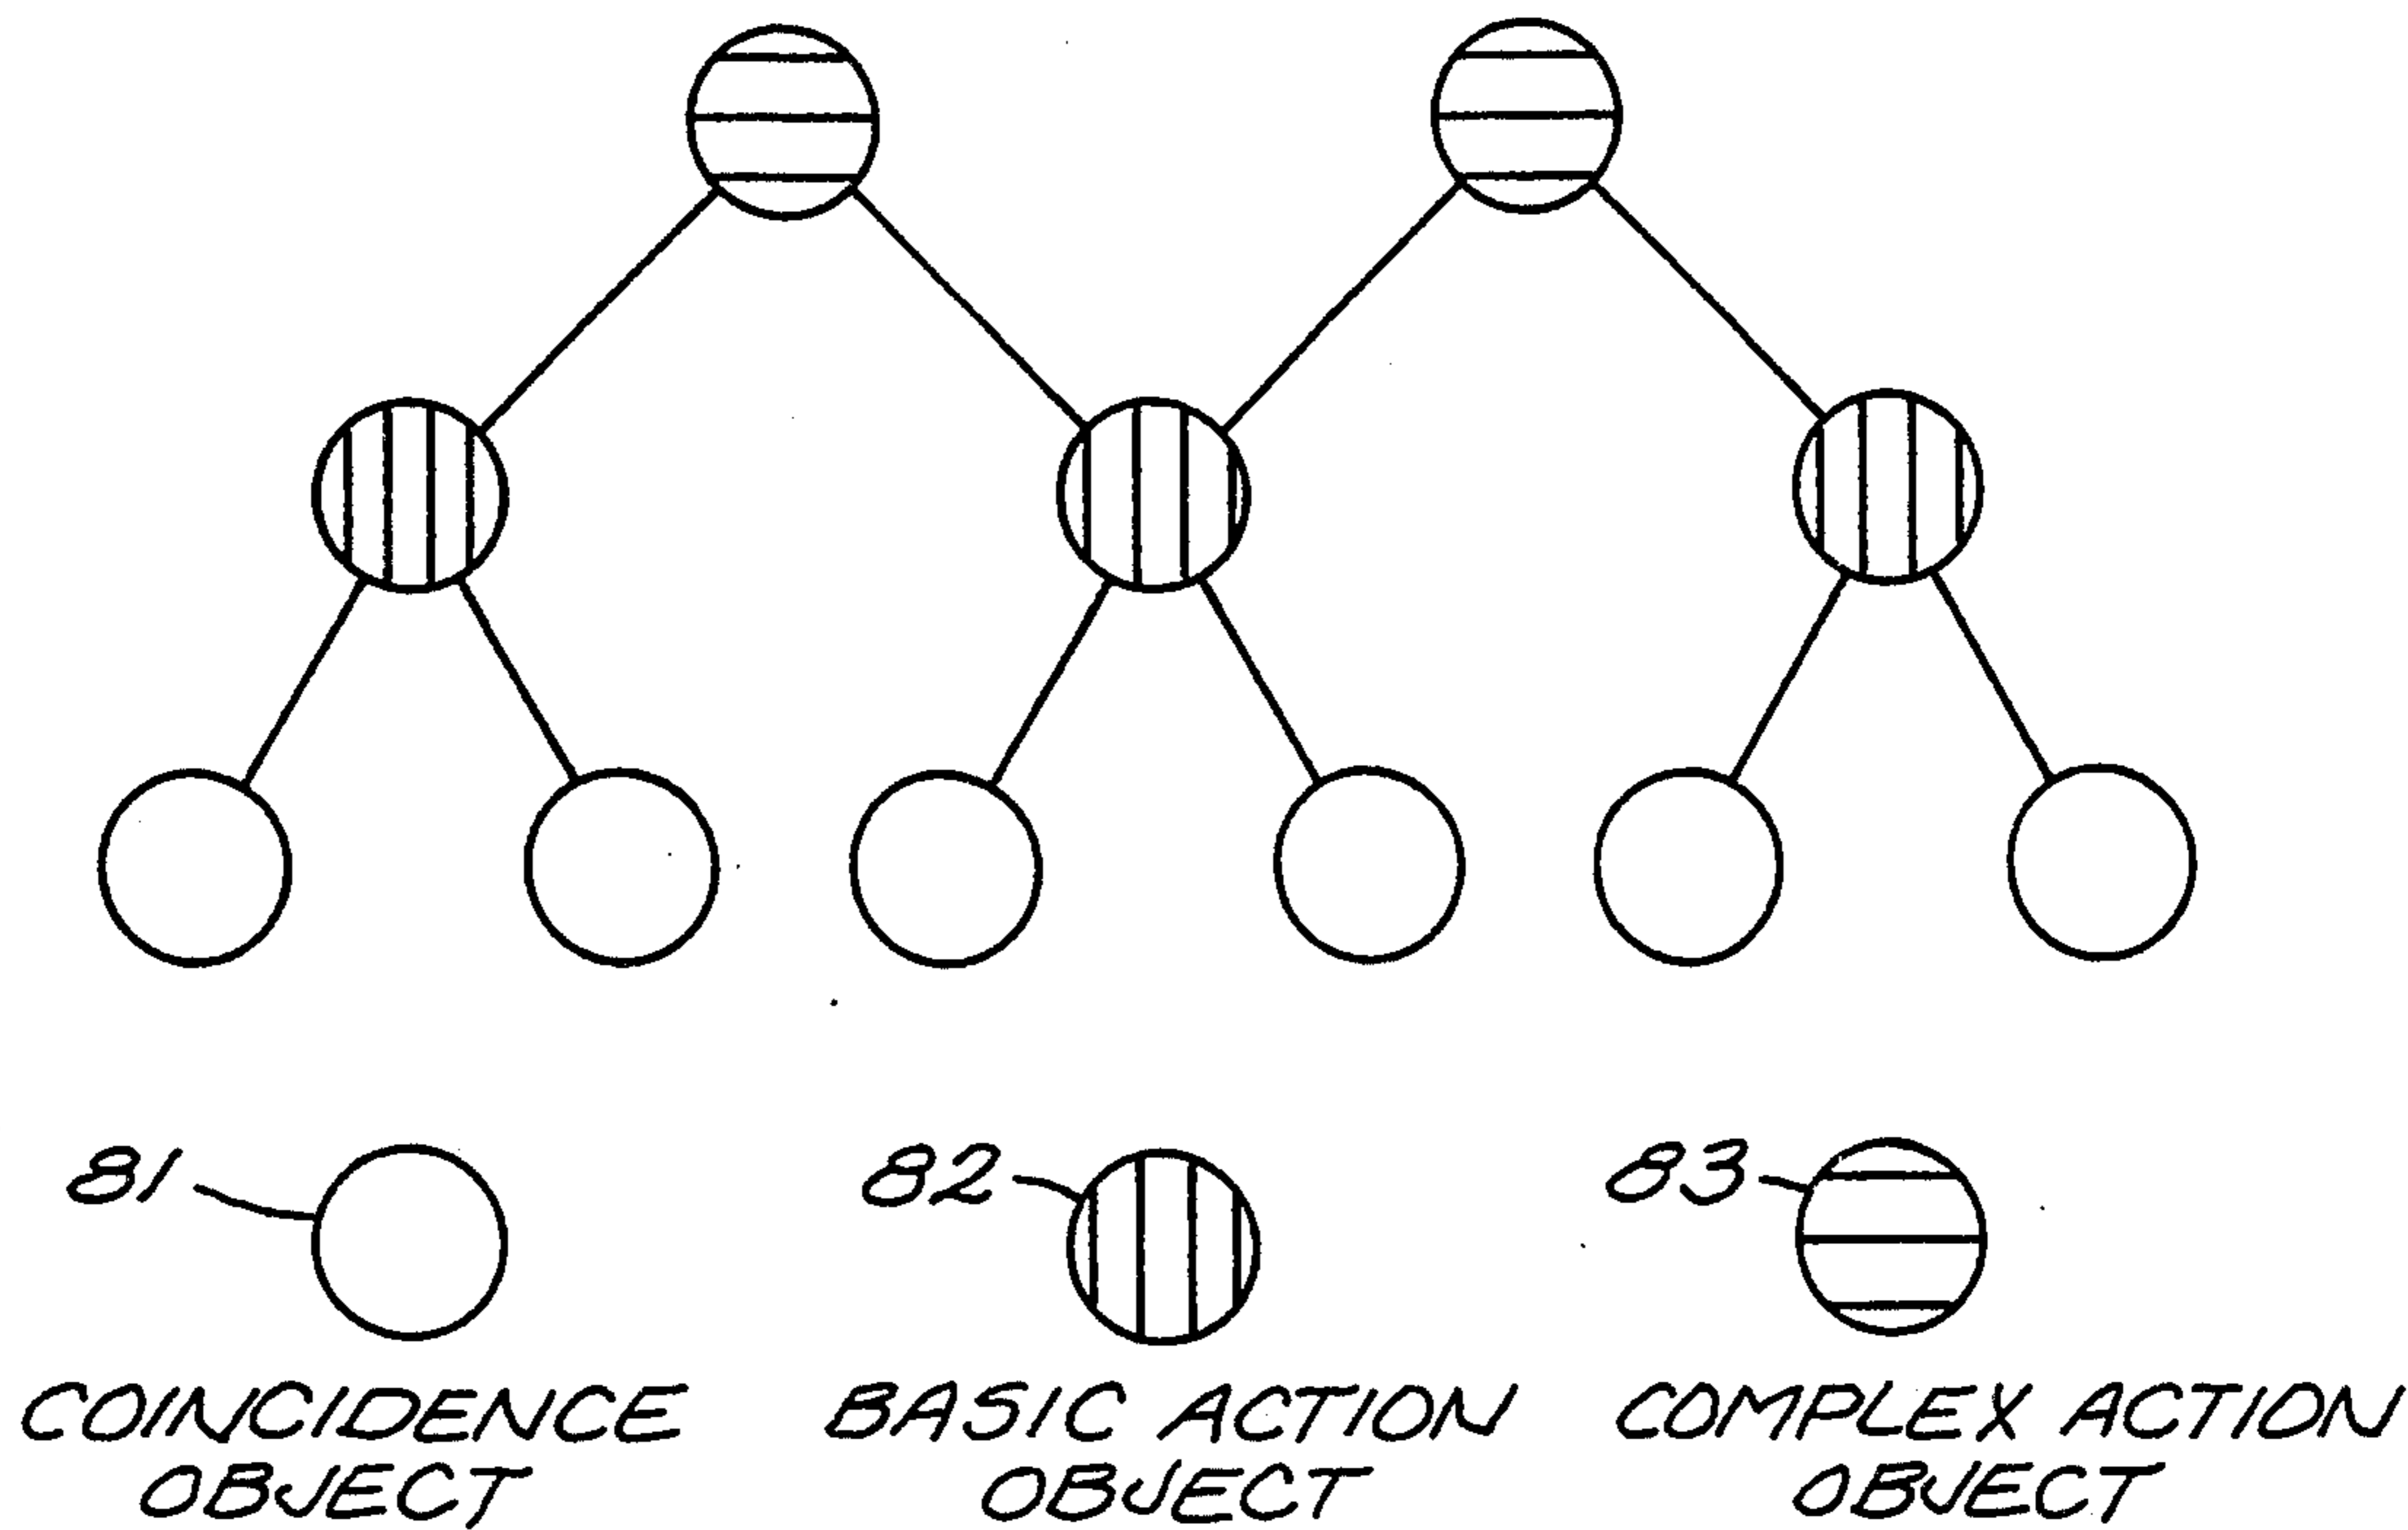 81
82
83
COINCIDENCE
OBJECT
BASIC ACTION
OBJECT
COMPLEX ACTION
OBJECT